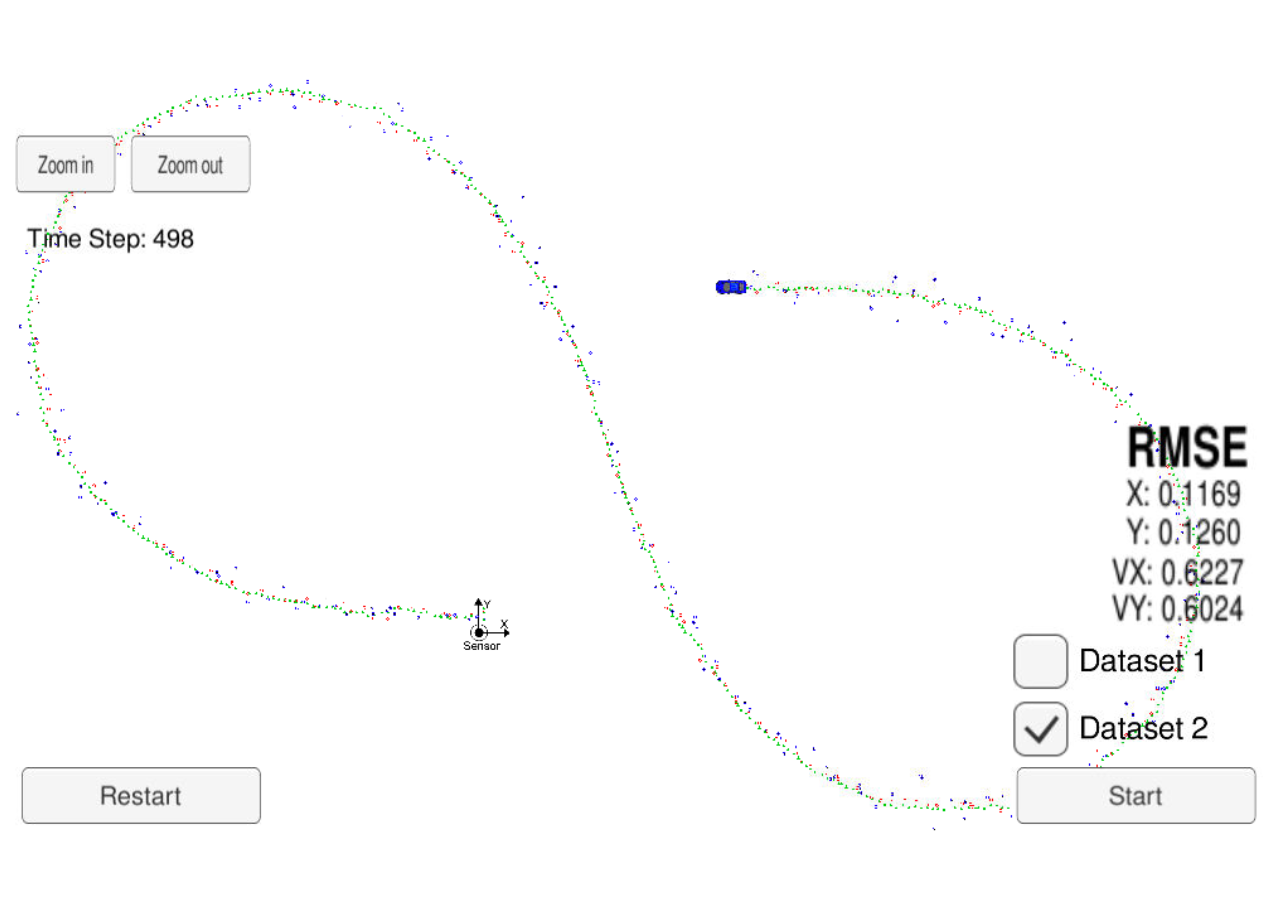 Zoom in
Zoom out
Time Step: 498
RMSE
X: 0.1169
Y: 0.1260
VX: 0.6227
VY: 0.6024
Y
X
Sensor
Dataset 1
Dataset 2
Restart
Start